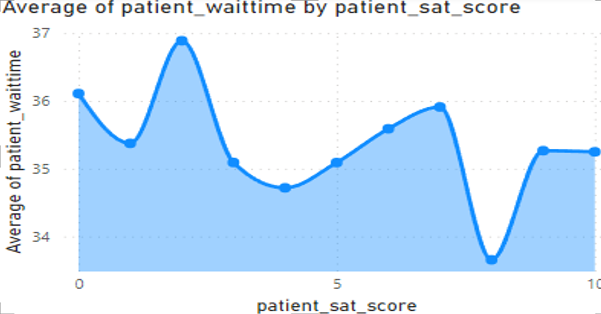 Average of patient_waittime by patient_sat_score
37
36
35
34
Average of patient_waittime
0
5
10
patient_sat_score